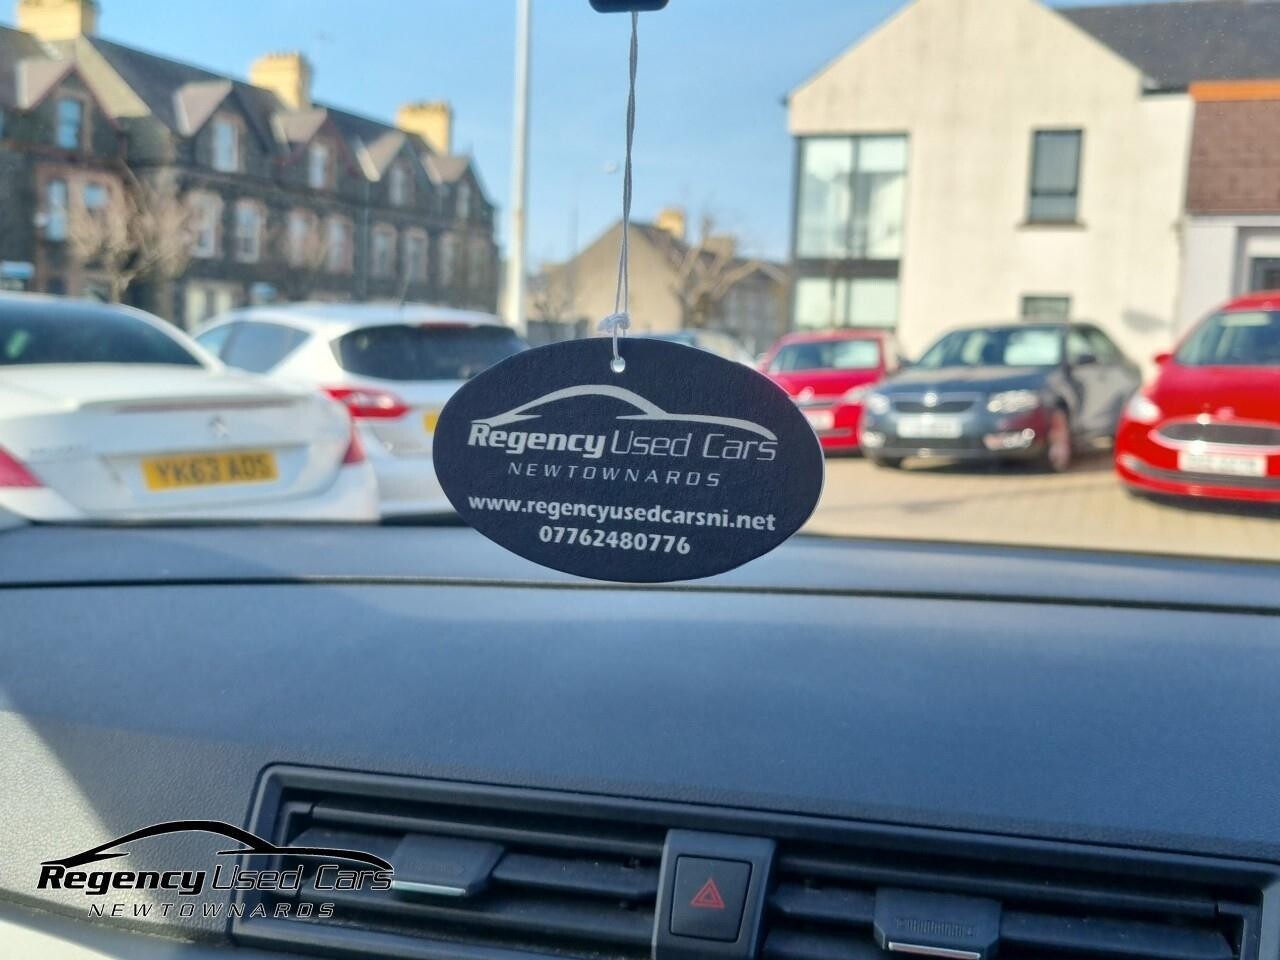 Regency Used Cars
NEWTOWNARDS
www.regencyusedcarsni.net
07762480776
YK63 AOS
Regency Used Cars
NEWTOWNARDS